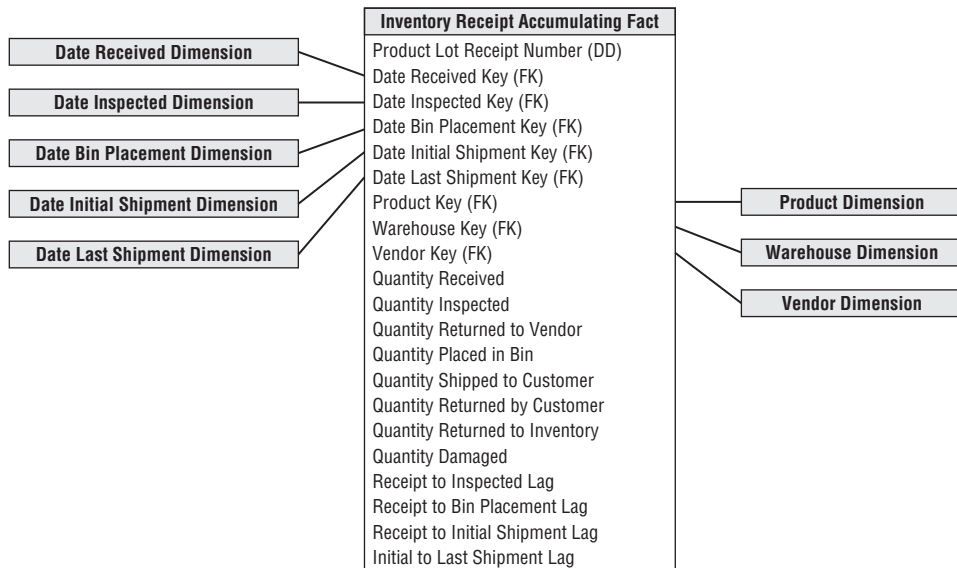 Date Received Dimension
Date Inspected Dimension
Date Bin Placement Dimension
Date Initial Shipment Dimension
Date Last Shipment Dimension
Inventory Receipt Accumulating Fact
Product Lot Receipt Number (DD)
Date Received Key (FK)
Date Inspected Key (FK)
Date Bin Placement Key (FK)
Date Initial Shipment Key (FK)
Date Last Shipment Key (FK)
Product Key (FK)
Warehouse Key (FK)
Vendor Key (FK)
Quantity Received
Quantity Inspected
Quantity Returned to Vendor
Quantity Placed in Bin
Quantity Shipped to Customer
Quantity Returned by Customer
Quantity Returned to Inventory
Quantity Damaged
Receipt to Inspected Lag
Receipt to Bin Placement Lag
Receipt to Initial Shipment Lag
Initial to Last Shipment Lag
Product Dimension
Warehouse Dimension
Vendor Dimension